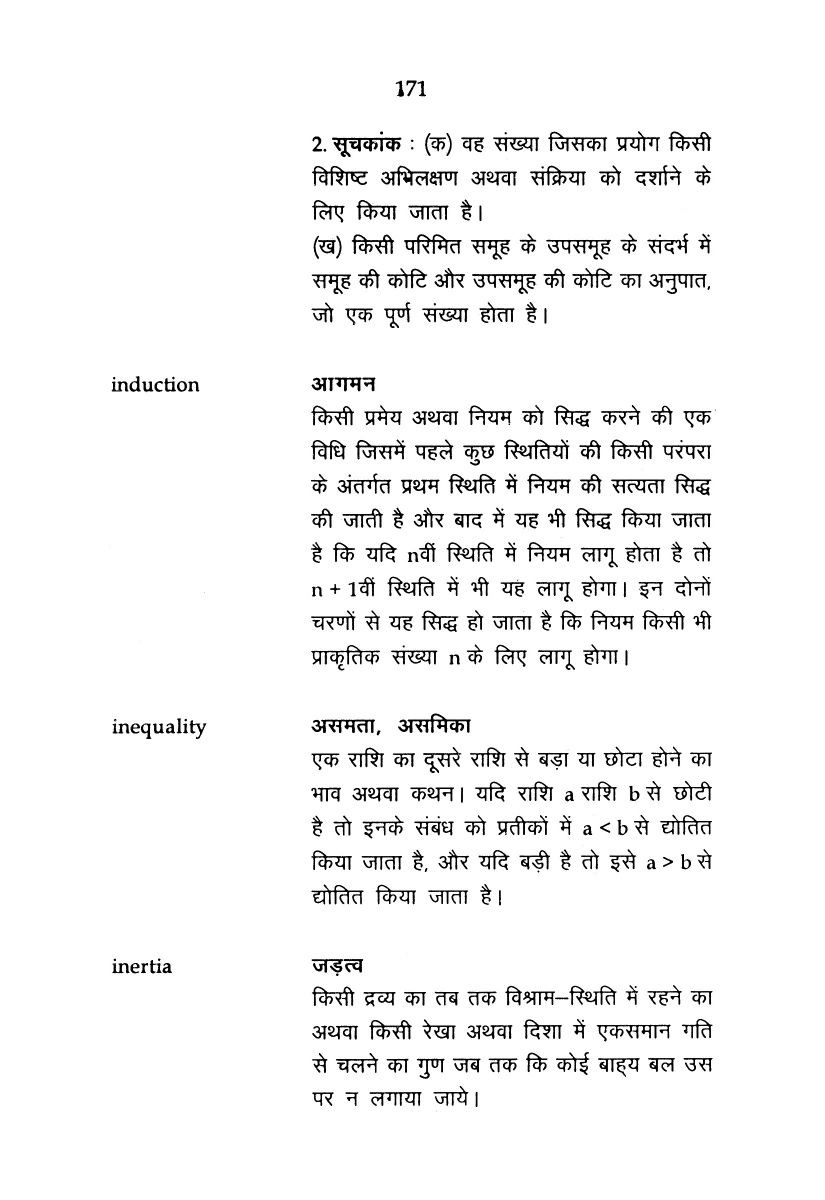 171
2. सूचकांक : (क) वह संख्या जिसका प्रयोग किसी
विशिष्ट अभिलक्षण अथवा संक्रिया को दर्शाने के
लिए किया जाता है।
(ख) किसी परिमित समूह के उपसमूह के संदर्भ में
समूह की कोटि और उपसमूह की कोटि का अनुपात,
जो एक पूर्ण संख्या होता है।
induction आगमन
किसी प्रमेय अथवा नियम को सिद्ध करने की एक
विधि जिसमें पहले कुछ स्थितियों की किसी परंपरा
के अंतर्गत प्रथम स्थिति में नियम की सत्यता सिद्ध
की जाती है और बाद में यह भी सिद्ध किया जाता
है कि यदि nवीं स्थिति में नियम लागू होता है तो
n + 1वीं स्थिति में भी यह लागू होगा। इन दोनों
चरणों से यह सिद्ध हो जाता है कि नियम किसी भी
प्राकृतिक संख्या n के लिए लागू होगा।
inequality असमता, असमिका
एक राशि का दूसरे राशि से बड़ा या छोटा होने का
भाव अथवा कथन। यदि राशि a राशि b से छोटी
है तो इनके संबंध को प्रतीकों में a < b से द्योतित
किया जाता है, और यदि बड़ी है तो इसे a > b से
द्योतित किया जाता है।
inertia जड़त्व
किसी द्रव्य का तब तक विश्राम–स्थिति में रहने का
अथवा किसी रेखा अथवा दिशा में एकसमान गति
से चलने का गुण जब तक कि कोई बाह्य बल उस
पर न लगाया जाये।